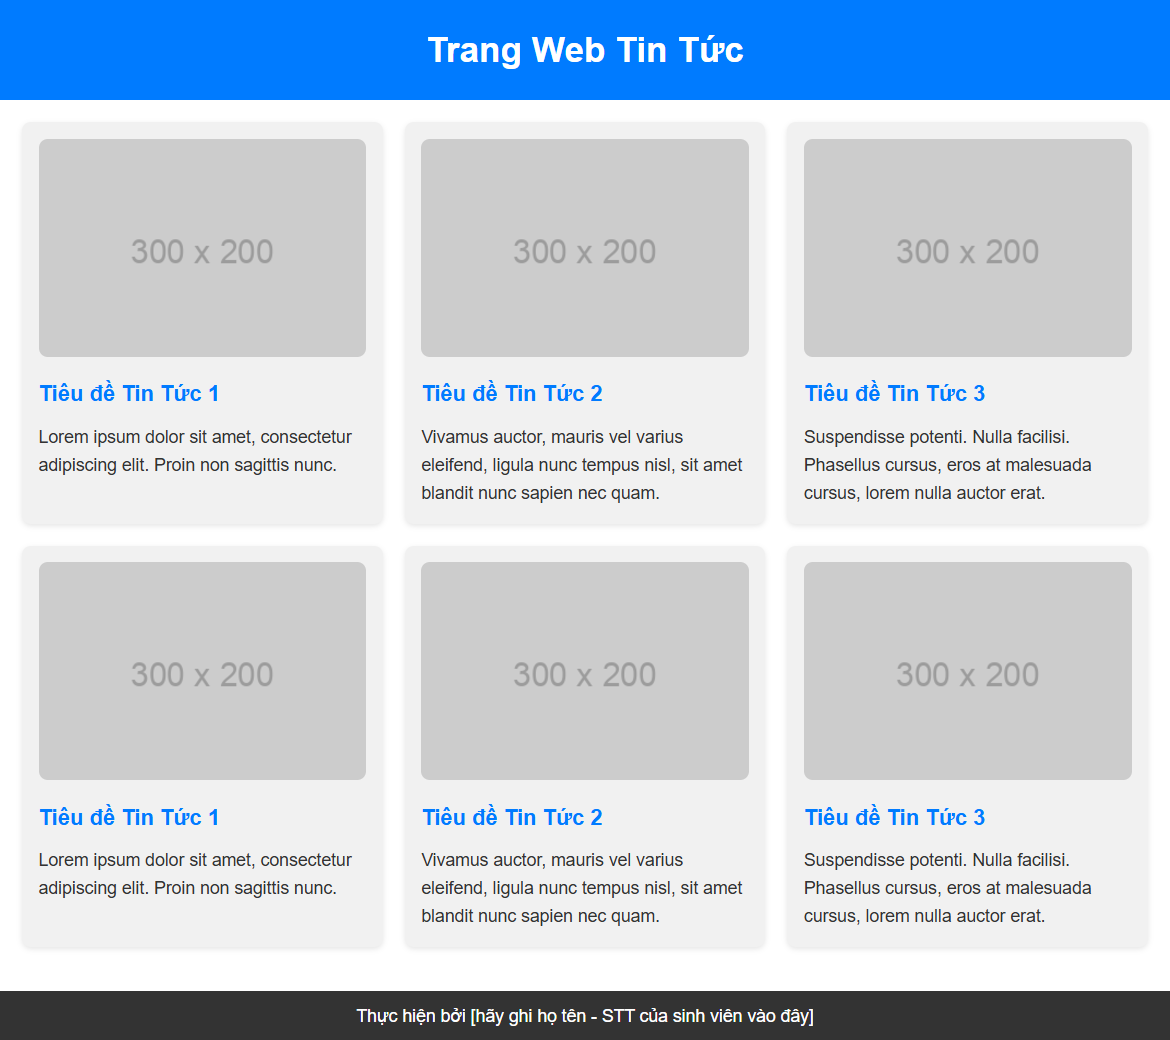 Trang Web Tin Tức
300 x 200
300 x 200
300 x 200
Tiêu đề Tin Tức 1
Lorem ipsum dolor sit amet, consectetur
adipiscing elit. Proin non sagittis nunc.
Tiêu đề Tin Tức 2
Vivamus auctor, mauris vel varius
eleifend, ligula nunc tempus nisl, sit amet
blandit nunc sapien nec quam.
Tiêu đề Tin Tức 3
Suspendisse potenti. Nulla facilisi.
Phasellus cursus, eros at malesuada
cursus, lorem nulla auctor erat.
300 x 200
300 x 200
300 x 200
Tiêu đề Tin Tức 1
Lorem ipsum dolor sit amet, consectetur
adipiscing elit. Proin non sagittis nunc.
Tiêu đề Tin Tức 2
Vivamus auctor, mauris vel varius
eleifend, ligula nunc tempus nisl, sit amet
blandit nunc sapien nec quam.
Tiêu đề Tin Tức 3
Suspendisse potenti. Nulla facilisi.
Phasellus cursus, eros at malesuada
cursus, lorem nulla auctor erat.
Thực hiện bởi [hãy ghi họ tên - STT của sinh viên vào đây]